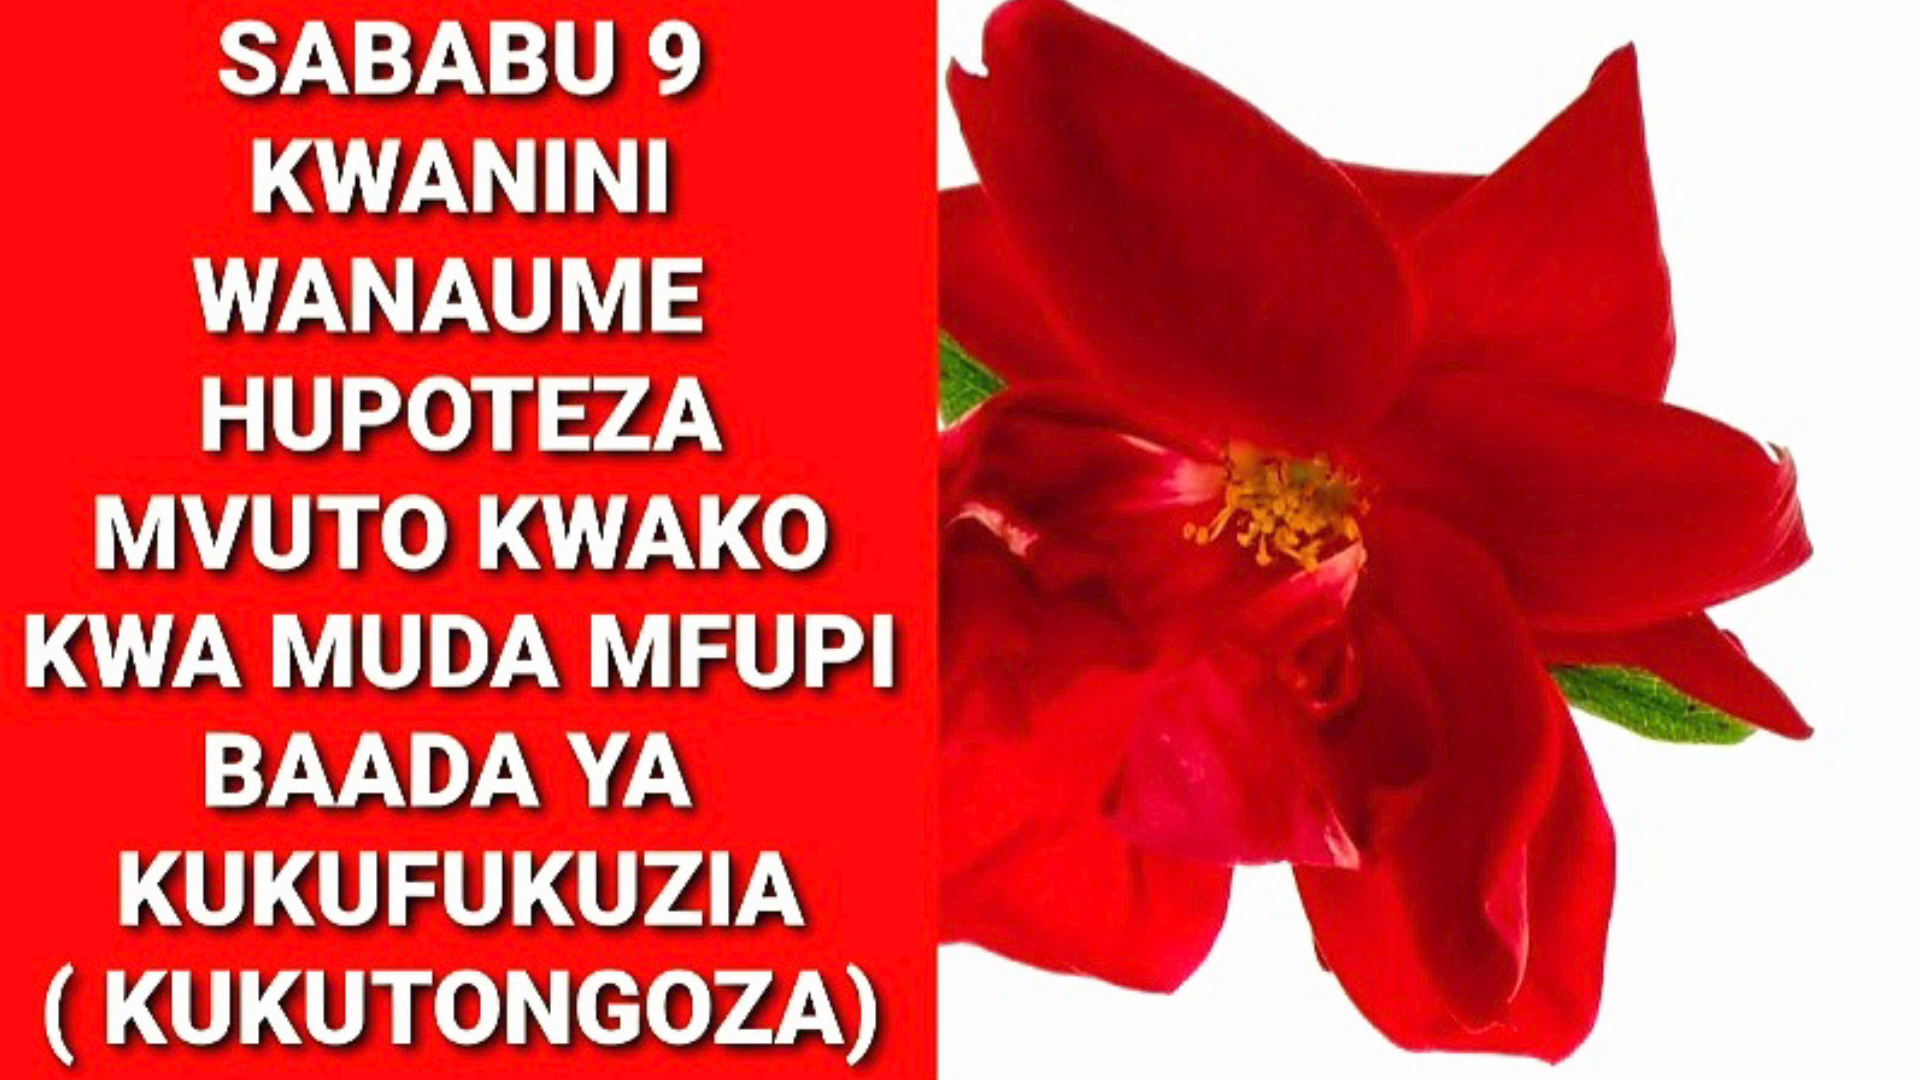 SABABU 9
KWANINI
WANAUME
HUPOTEZA
MVUTO KWAKO
KWA MUDA MFUPI
BAADA YA
KUKUFUKUZIA
( KUKUTONGOZA)